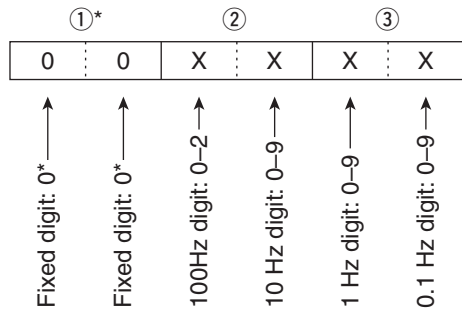 ①* ② ③
0 0 X X X X
Fixed digit: 0*
Fixed digit: 0*
100Hz digit: 0–2
10 Hz digit: 0–9
1 Hz digit: 0–9
0.1 Hz digit: 0–9